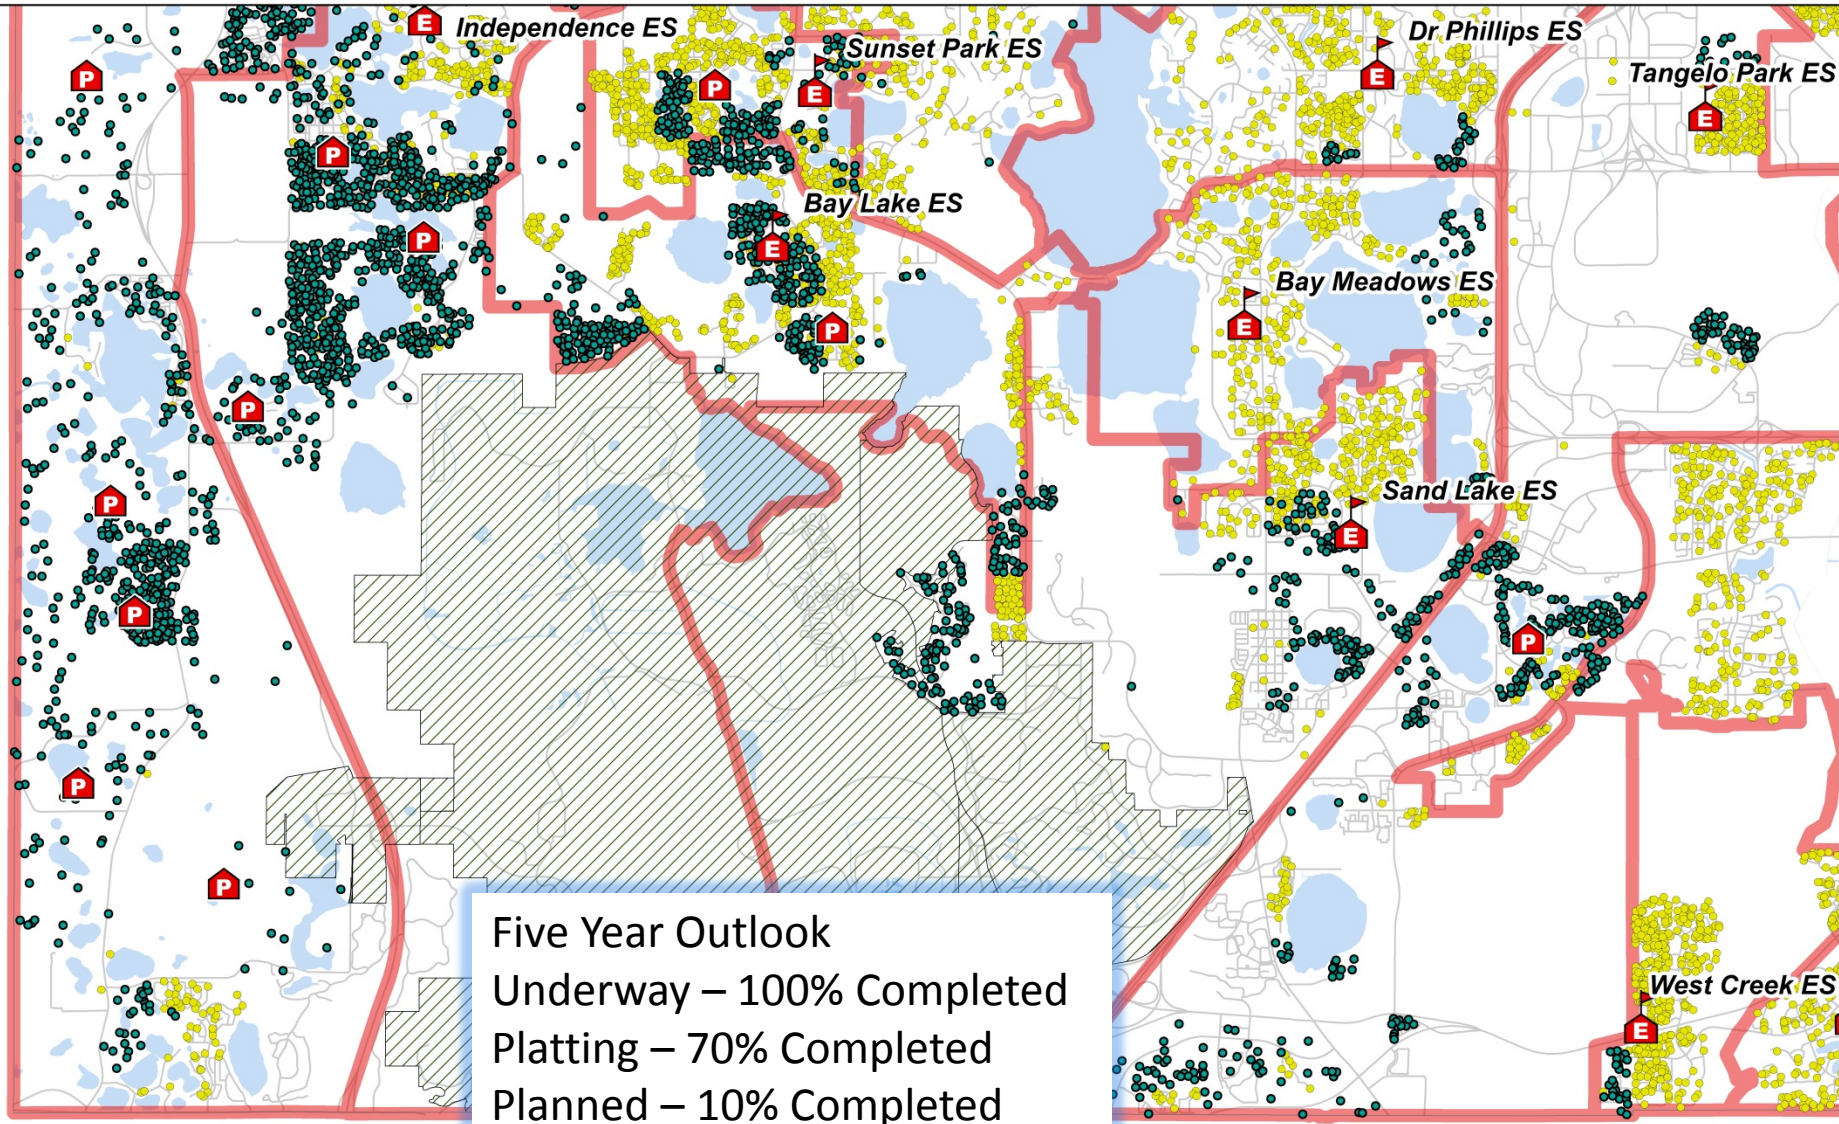 E Independence ES
Sunset Park ES
Dr Phillips ES
Tangelo Park ES
P
P
E
E
E
P
Bay Lake ES
P
E
Bay Meadows ES
E
P
P
P
Sand Lake ES
E
P
P
P
P
Five Year Outlook
Underway – 100% Completed
Platting – 70% Completed
Planned – 10% Completed
West Creek ES
E